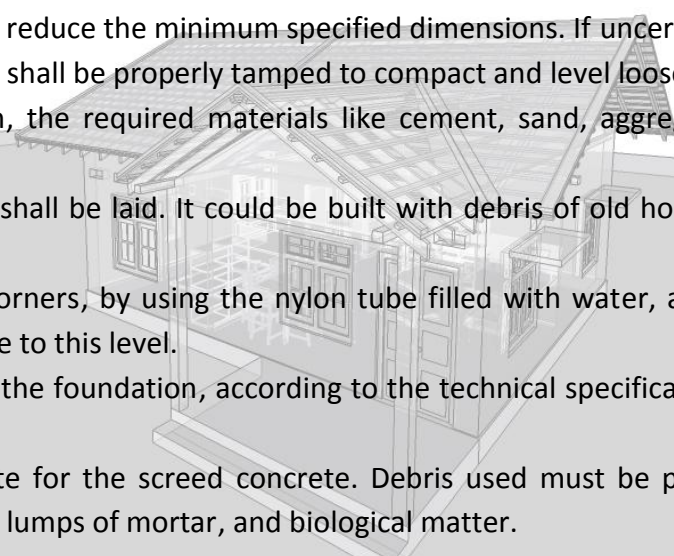 reduce the minimum specified dimensions. If uncer
shall be properly tamped to compact and level loose
the required materials like cement, sand, aggre
shall be laid. It could be built with debris of old ho
orners, by using the nylon tube filled with water, a
e to this level.
the foundation, according to the technical specifica
te for the screed concrete. Debris used must be p
lumps of mortar, and biological matter.